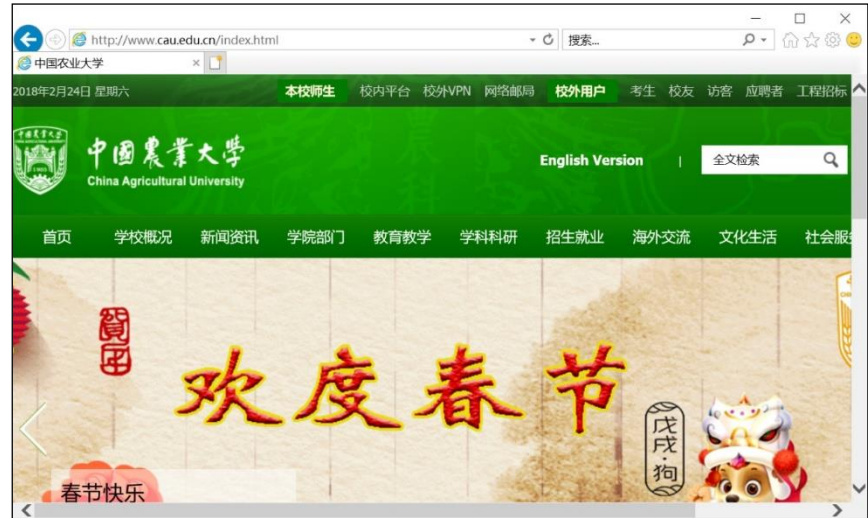 http://www.cau.edu.cn/index.html
搜索...
中国农业大学
2018年2月24日 星期六
本校师生 校内平台 校外VPN 网络邮局 校外用户 考生 校友 访客 应聘者 工程招标
中國農業大學
China Agricultural University
English Version | 全文检索
首页 学校概况 新闻资讯 学院部门 教育教学 学科科研 招生就业 海外交流 文化生活 社会服
賀年
欢度春节
戊戌·狗
春节快乐